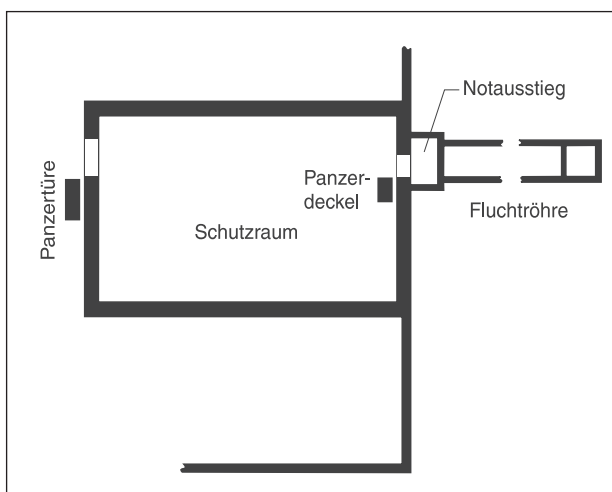 Notausstieg
Panzertüre
Panzer-
deckel
Schutzraum
Fluchtröhre